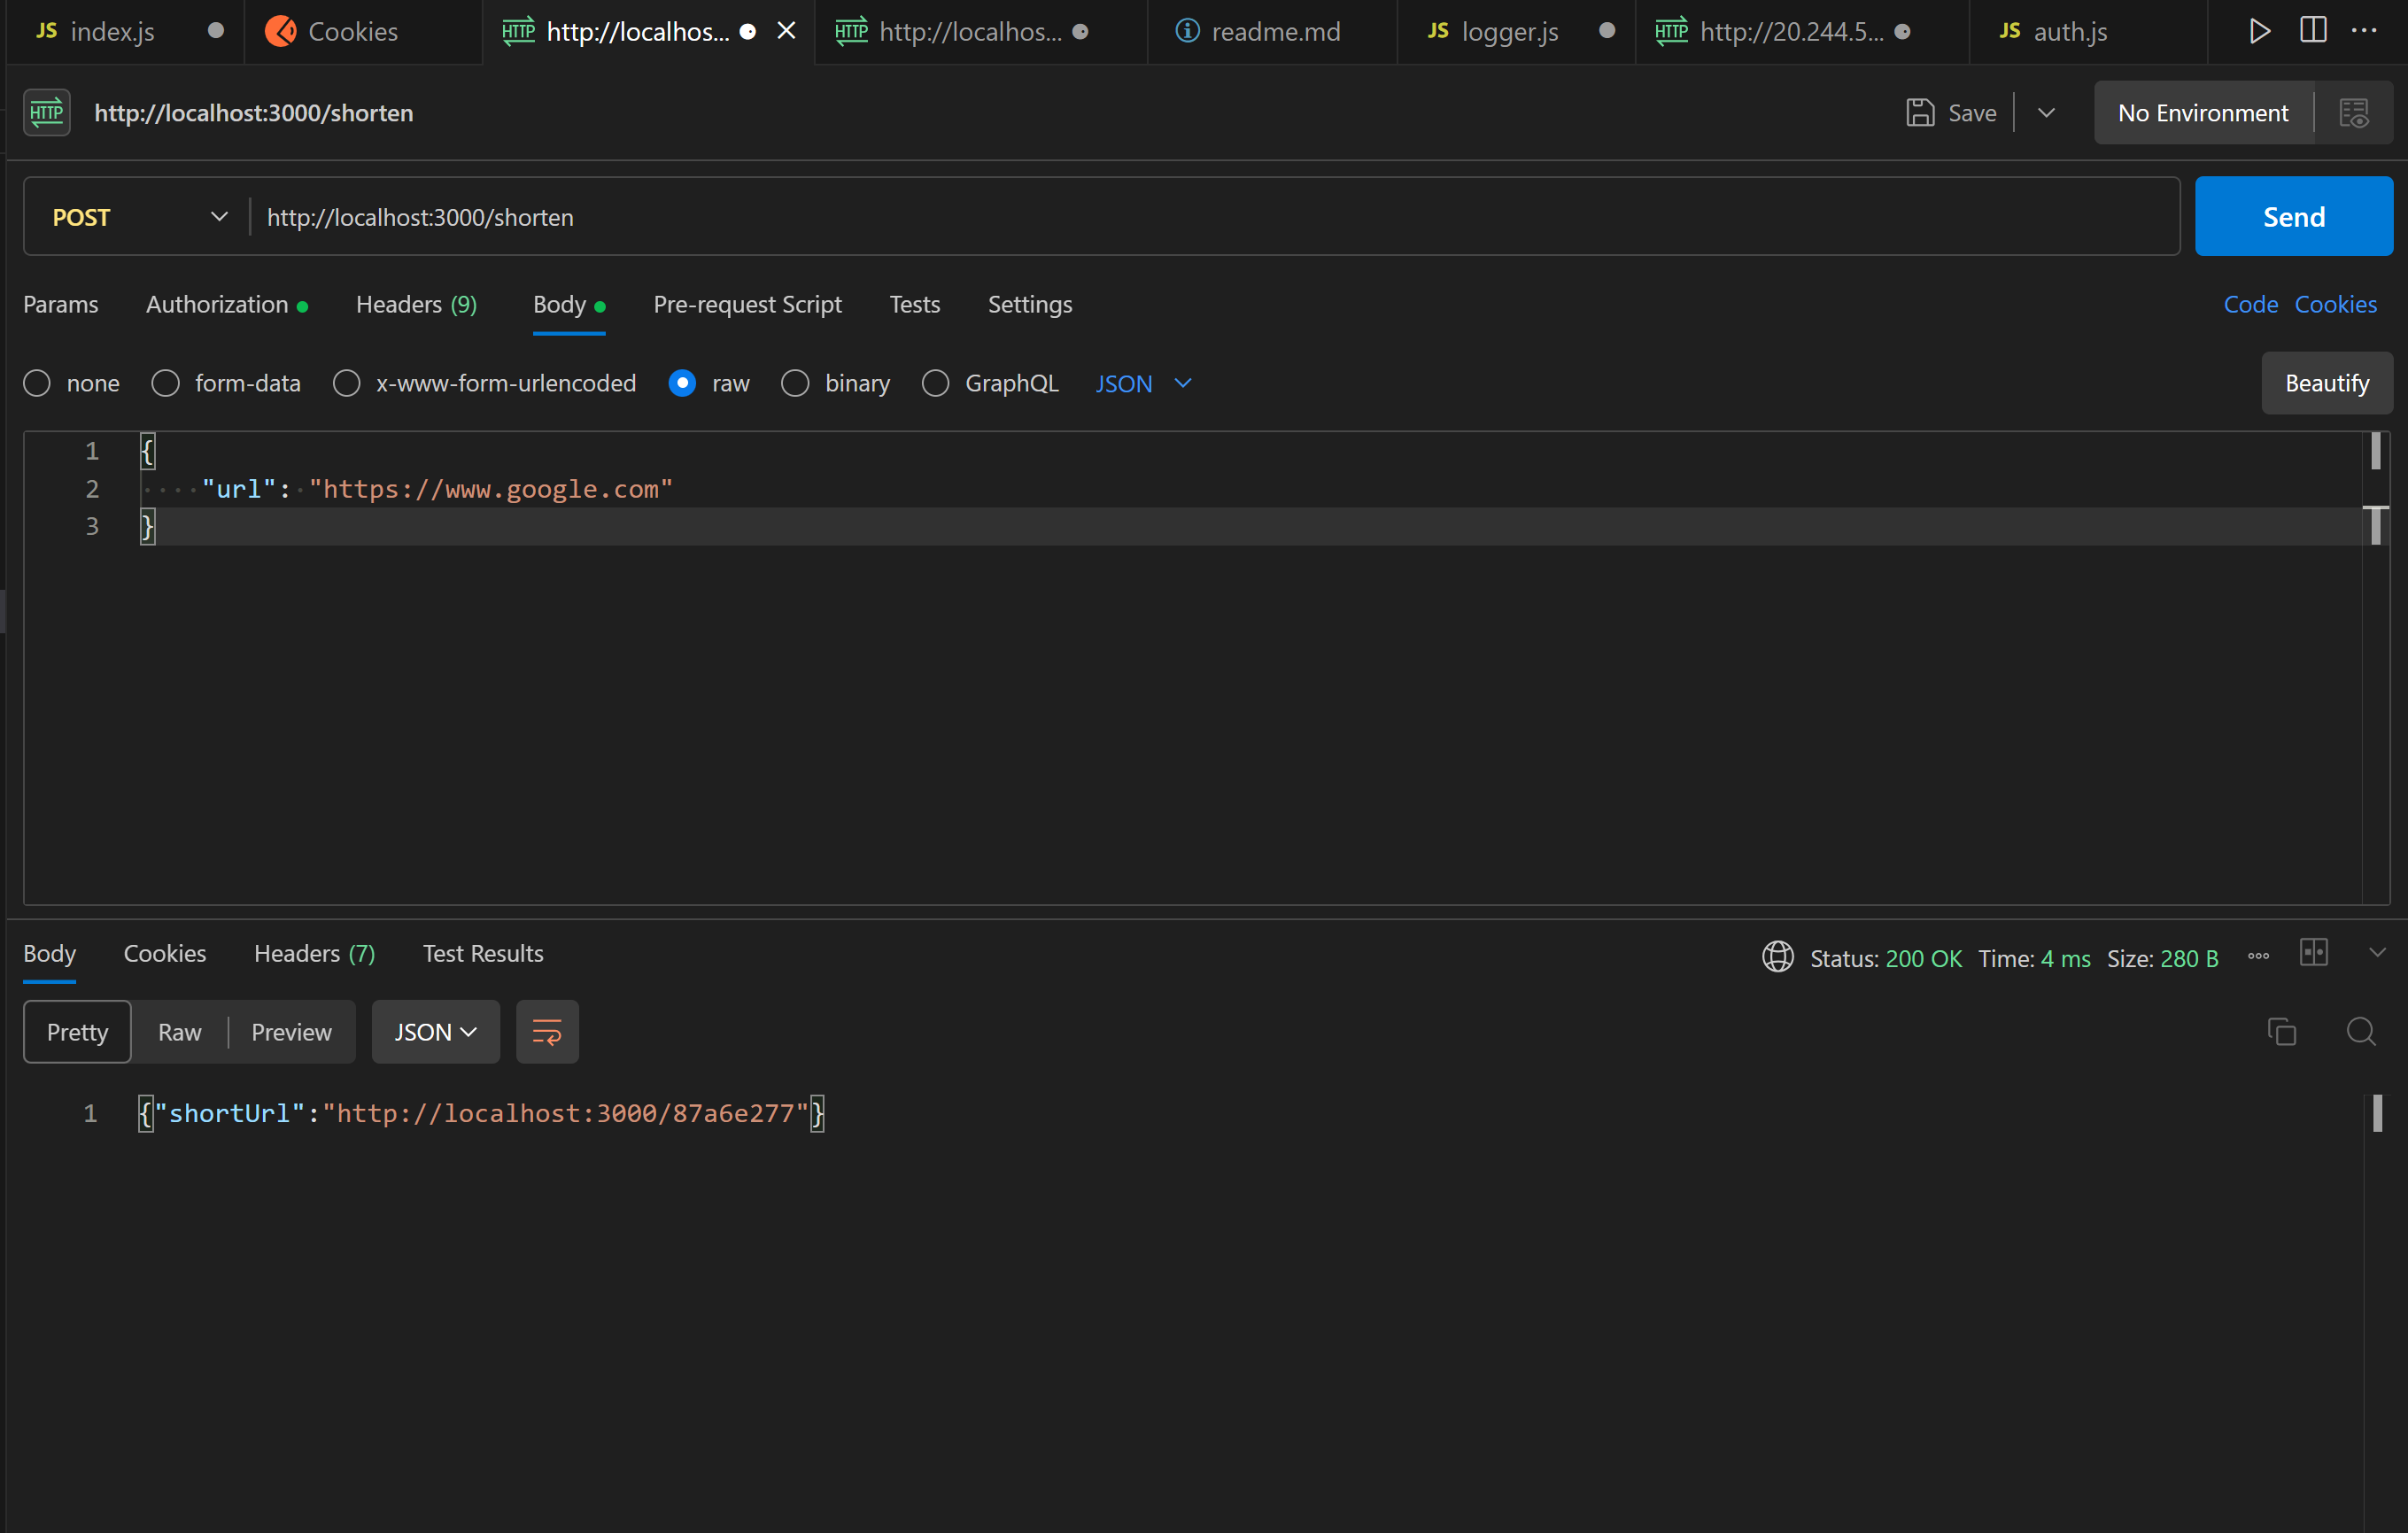 JS index.js Cookies HTTP http://localhos... HTTP http://localhos... readme.md JS logger.js HTTP http://20.244.5... JS auth.js
HTTP http://localhost:3000/shorten Save No Environment
POST http://localhost:3000/shorten Send
Params Authorization Headers (9) Body Pre-request Script Tests Settings Code Cookies
none form-data x-www-form-urlencoded raw binary GraphQL JSON Beautify
1 {
2 "url": "https://www.google.com"
3 }
Body Cookies Headers (7) Test Results Status: 200 OK Time: 4 ms Size: 280 B
Pretty Raw Preview JSON
1 {"shortUrl":"http://localhost:3000/87a6e277"}